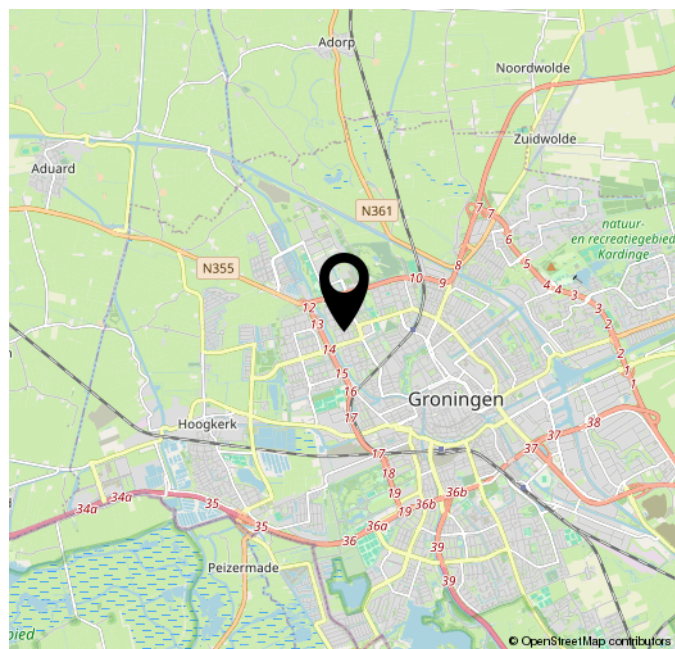 Adorp
Noordwolde
Zuidwolde
Aduard
N361
7
7
natuur-
en recreatiegebied
Kardinge
6
8
5
N355
10
9
4
4
3
3
12
3
13
2
14
2
15
1
16
1
Groningen
17
38
Hoogkerk
37
37
17
18
34a
34a
35
19
36b
36b
35
36a
19
36
39
Peizermade
39
bied
© OpenStreetMap contributors